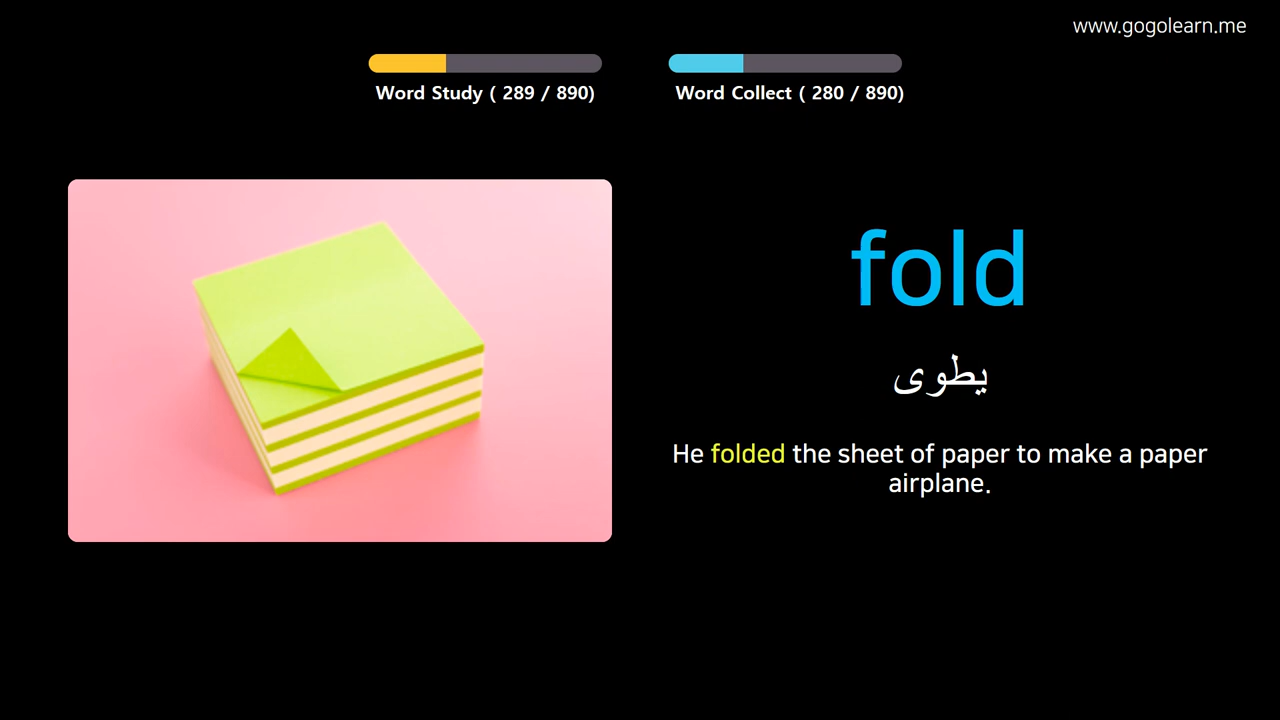 www.gogolearn.me
Word Study ( 289 / 890)
Word Collect ( 280 / 890)
fold
يطوى
He folded the sheet of paper to make a paper
airplane.